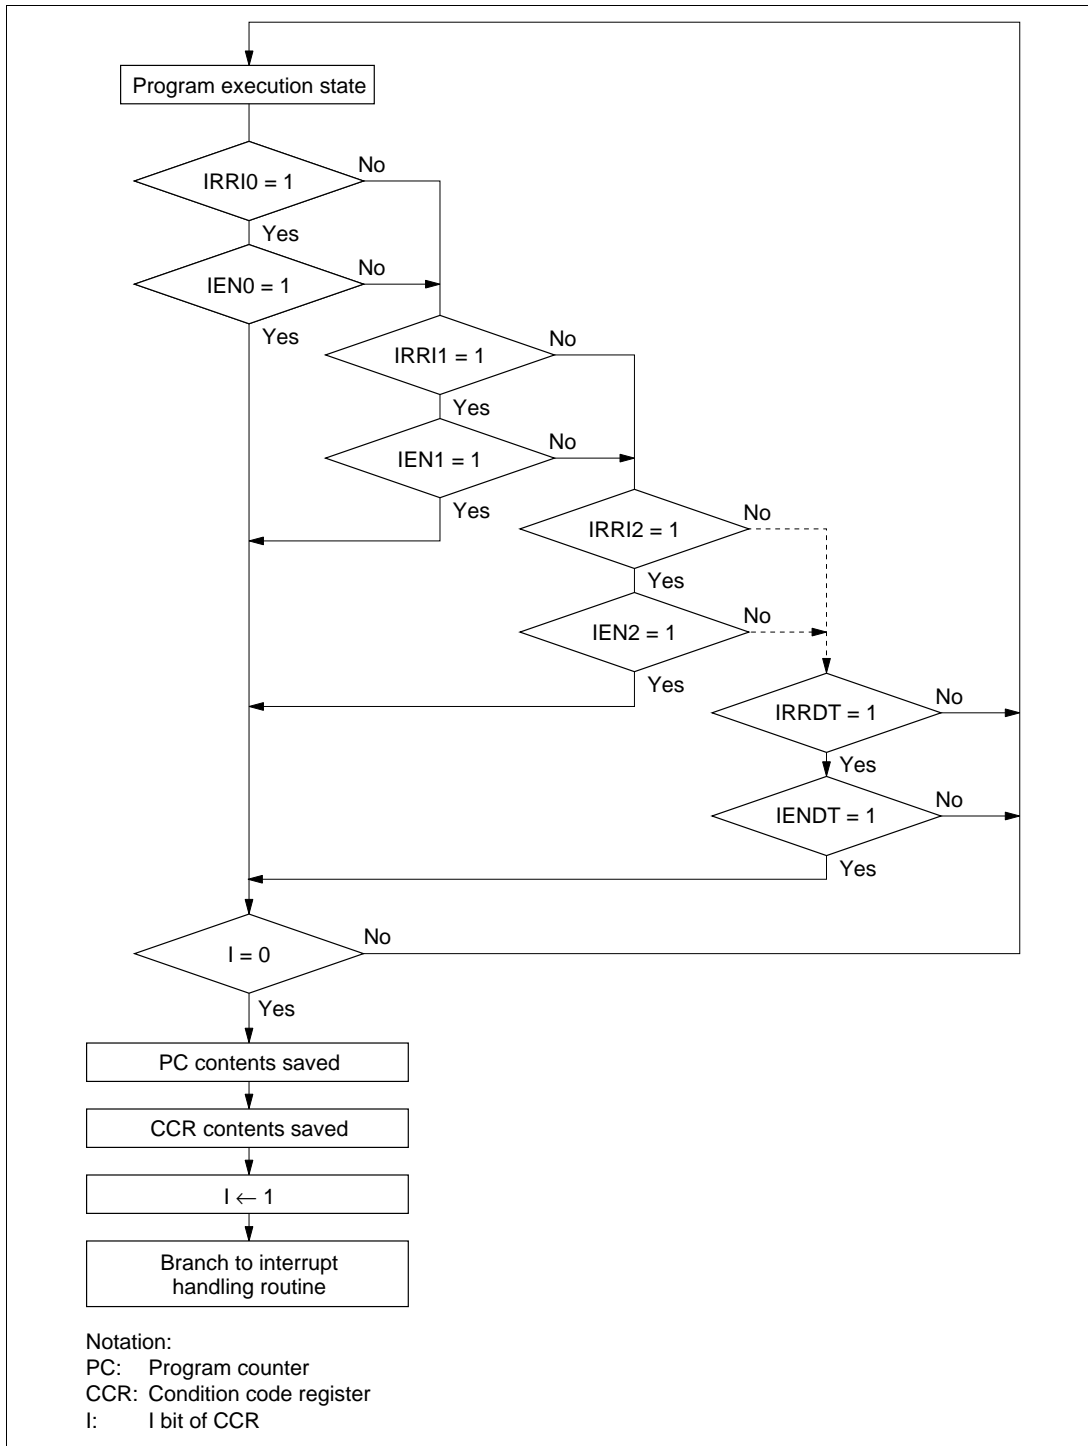 Program execution state
No
IRRI0 = 1
Yes
No
IEN0 = 1
Yes
No
IRRI1 = 1
Yes
No
IEN1 = 1
Yes
No
IRRI2 = 1
Yes
No
IEN2 = 1
Yes
No
IRRDT = 1
Yes
No
IENDT = 1
Yes
No
I = 0
Yes
PC contents saved
CCR contents saved
I ← 1
Branch to interrupt
handling routine
Notation:
PC: Program counter
CCR: Condition code register
I: I bit of CCR